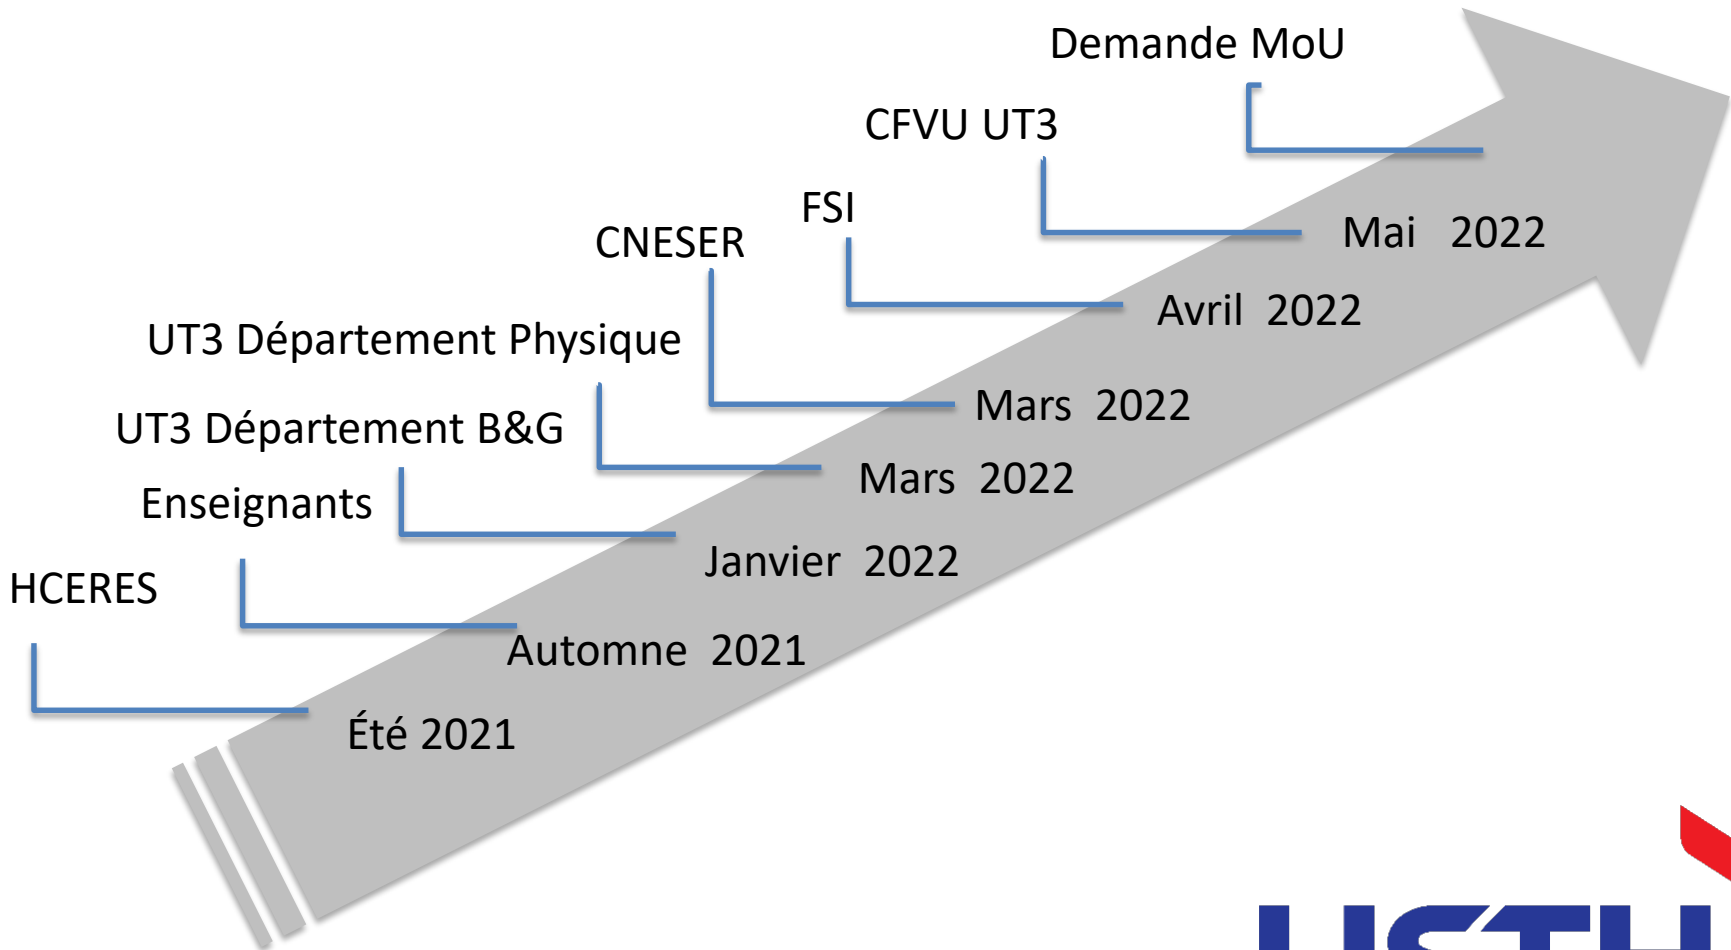 Demande MoU
CFVU UT3
FSI
CNESER
UT3 Département Physique
UT3 Département B&G
Enseignants
HCERES
Mai 2022
Avril 2022
Mars 2022
Mars 2022
Janvier 2022
Automne 2021
Été 2021
USTH